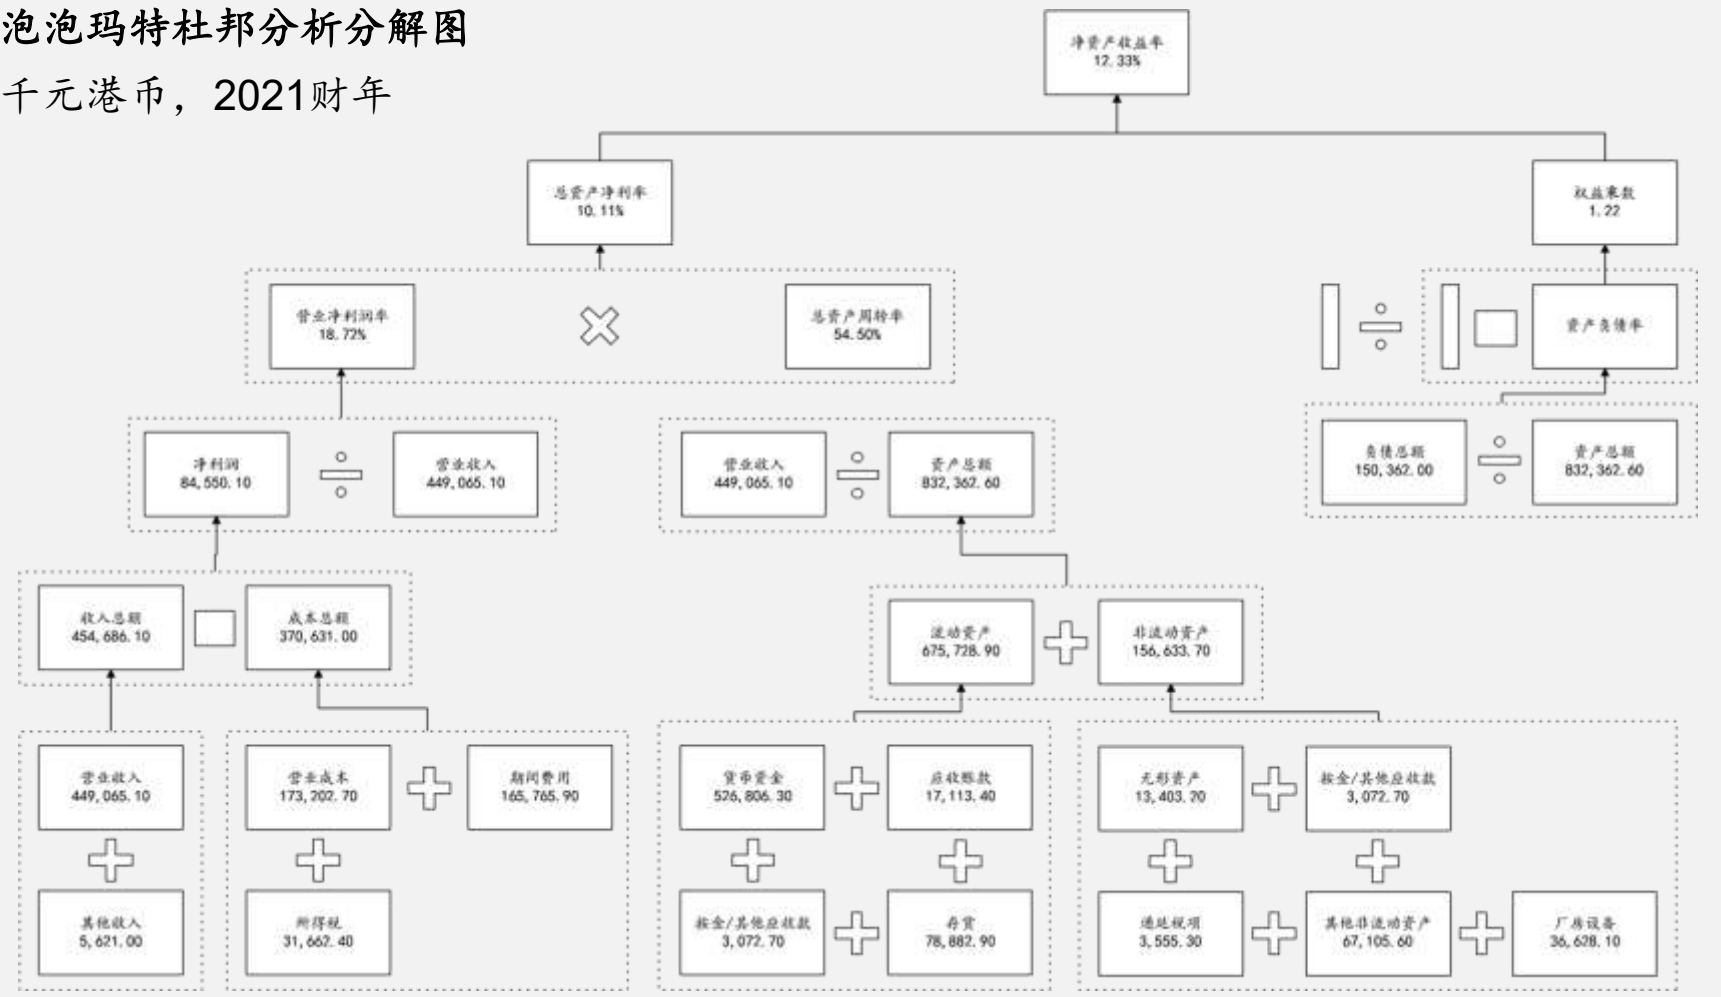 泡泡玛特杜邦分析分解图
千元港币，2021财年
净资产收益率
12.33%
总资产净利率
10.11%
权益乘数
1.22
营业净利润率
18.72%
总资产周转率
54.50%
资产负债率
净利润
84,550.10
营业收入
449,065.10
营业收入
449,065.10
资产总额
832,362.60
负债总额
150,362.00
资产总额
832,362.60
收入总额
454,686.10
成本总额
370,631.00
流动资产
675,728.90
非流动资产
156,633.70
营业收入
449,065.10
营业成本
173,202.70
期间费用
165,765.90
货币资金
526,806.30
应收账款
17,113.40
无形资产
13,403.20
按金/其他应收款
3,072.70
其他收入
5,621.00
所得税
31,662.40
按金/其他应收款
3,072.70
存货
78,882.90
递延税项
3,555.30
其他非流动资产
67,105.60
厂房设备
36,628.10